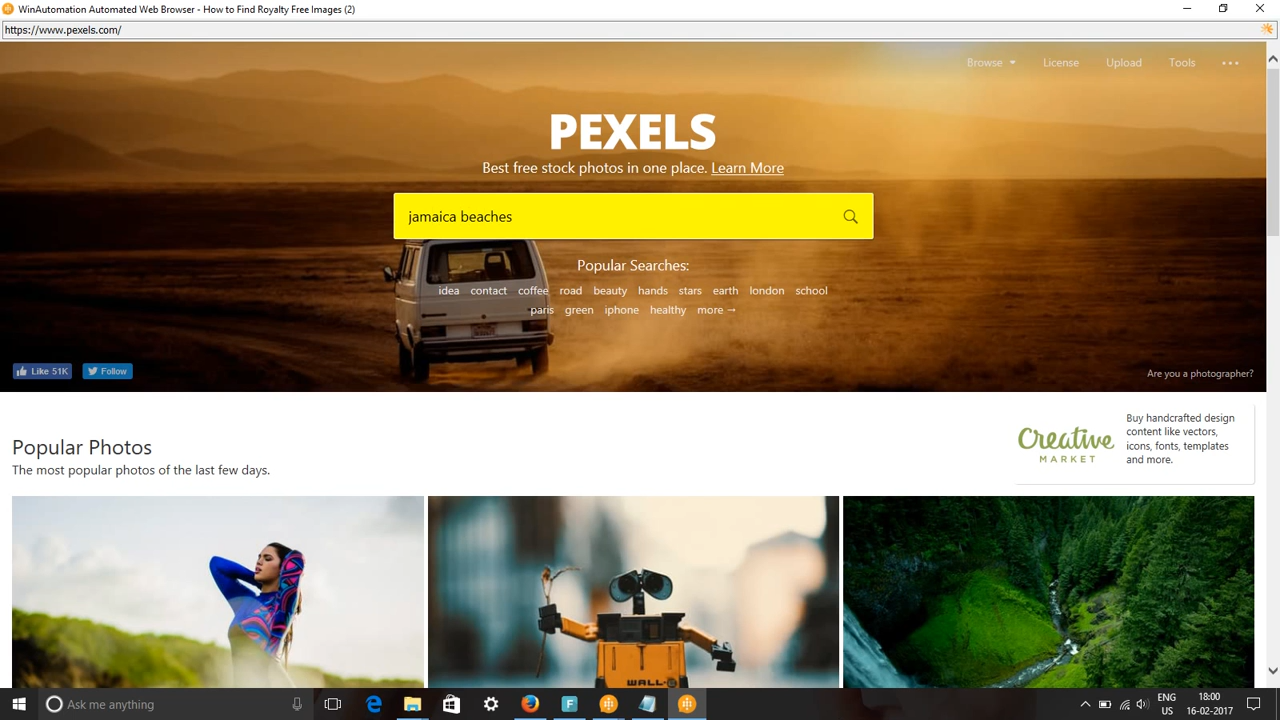 WinAutomation Automated Web Browser - How to Find Royalty Free Images (2)
https://www.pexels.com/
Browse License Upload Tools
PEXELS
Best free stock photos in one place. Learn More
jamaica beaches
Popular Searches:
idea contact coffee road beauty hands stars earth london school
paris green iphone healthy more →
Like 51K Follow
Are you a photographer?
Popular Photos
The most popular photos of the last few days.
Creative
MARKET
Buy handcrafted design
content like vectors,
icons, fonts, templates
and more.
WALL·E
Ask me anything
ENG
US
18:00
16-02-2017